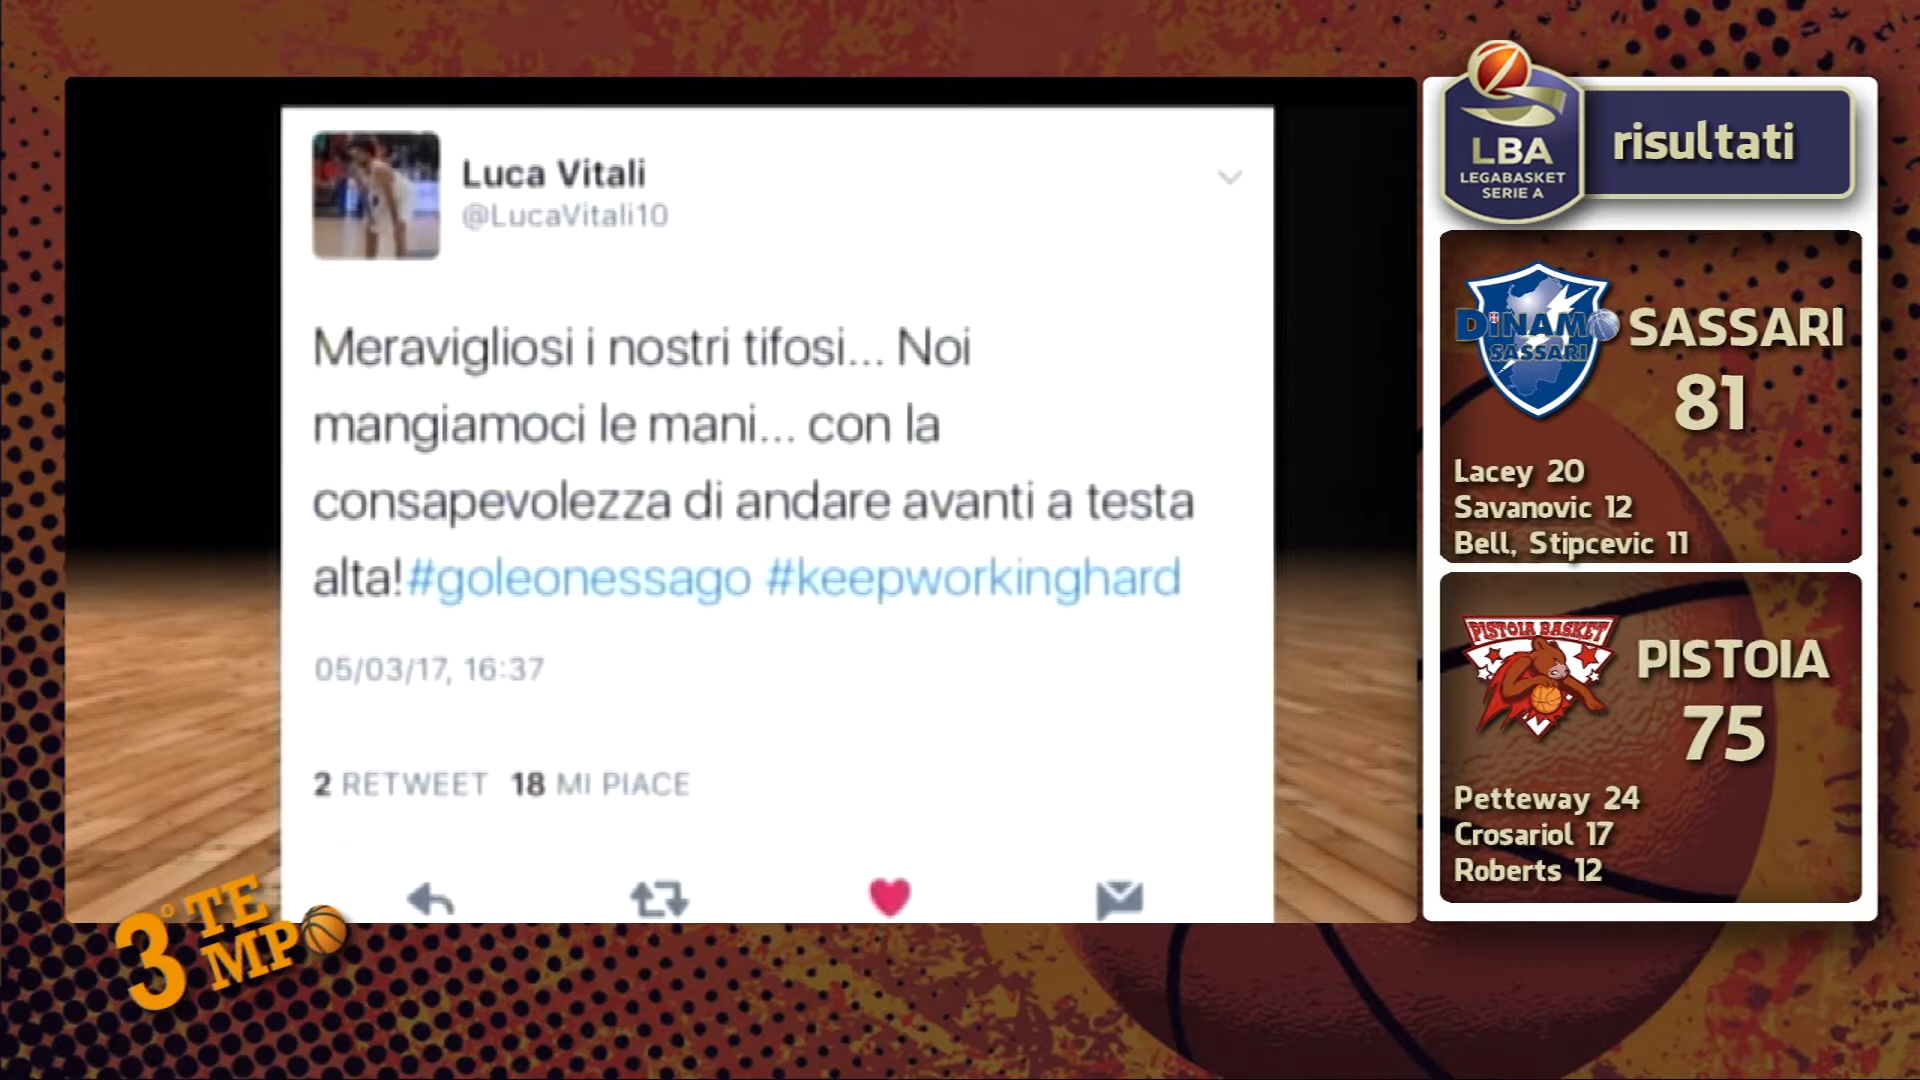 Luca Vitali
@LucaVitali10
Meravigliosi i nostri tifosi... Noi
mangiamoci le mani... con la
consapevolezza di andare avanti a testa
alta!#goleonessago #keepworkinghard
05/03/17, 16:37
2 RETWEET 18 MI PIACE
3° TE
MPO
LBA
LEGABASKET
SERIE A
risultati
DiNAMO
SASSARI
SASSARI
81
Lacey 20
Savanovic 12
Bell, Stipcevic 11
PISTOIA BASKET
PISTOIA
75
Petteway 24
Crosariol 17
Roberts 12